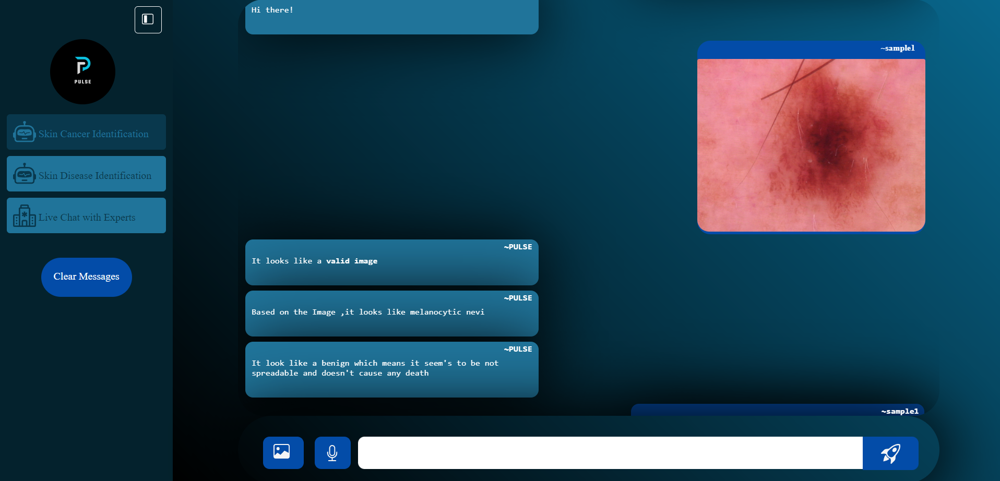 PULSE
Skin Cancer Identification
Skin Disease Identification
Live Chat with Experts
Clear Messages
Hi there!
~sample1
~PULSE
It looks like a valid image
~PULSE
Based on the Image ,it looks like melanocytic nevi
~PULSE
It look like a benign which means it seem's to be not
spreadable and doesn't cause any death
~sample1